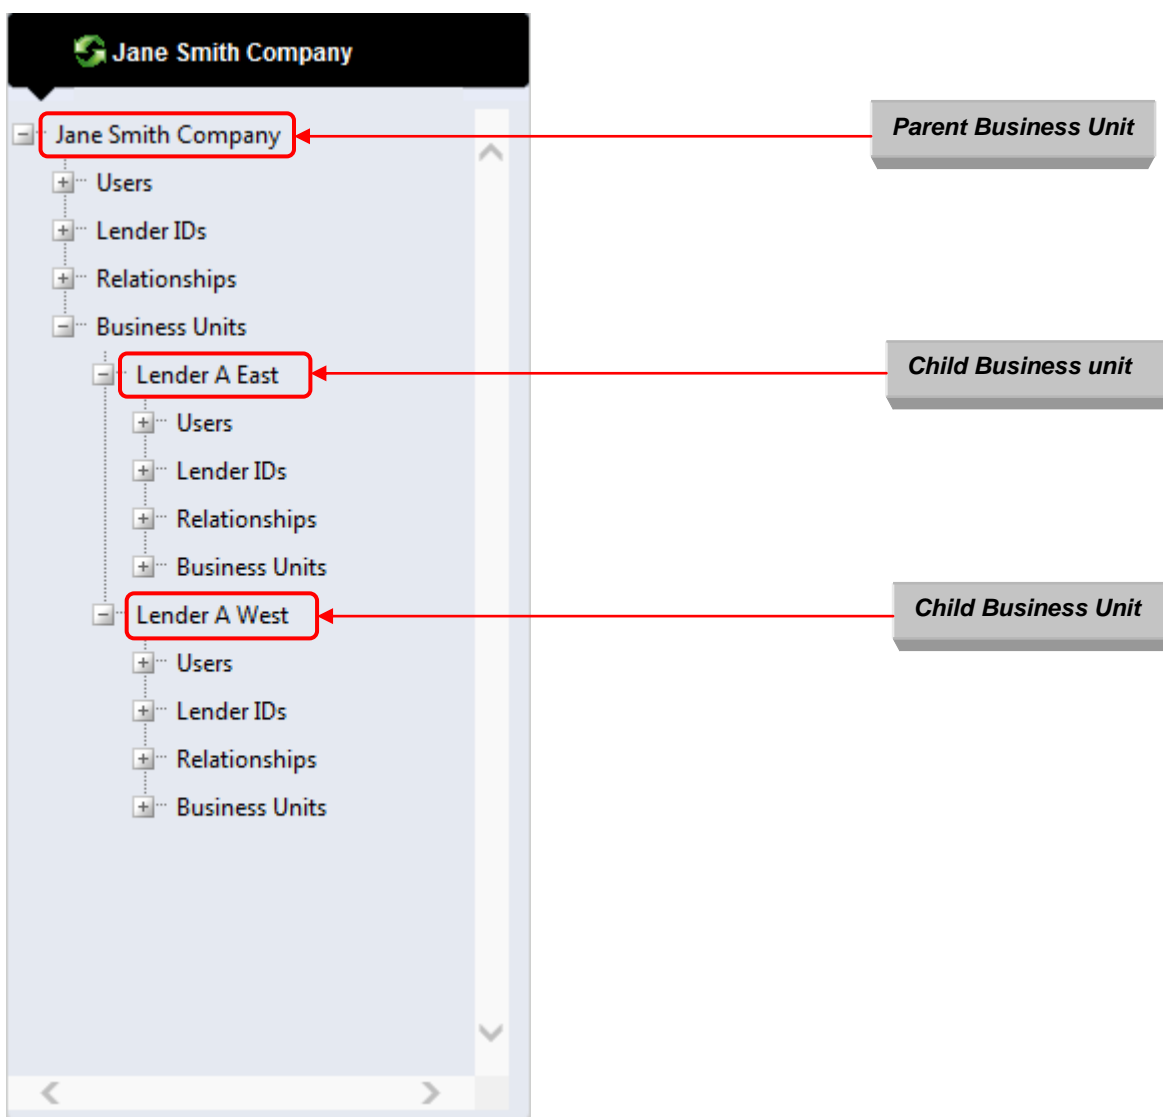 Jane Smith Company
Jane Smith Company
Parent Business Unit
Users
Lender IDs
Relationships
Business Units
Lender A East
Child Business unit
Users
Lender IDs
Relationships
Business Units
Lender A West
Child Business Unit
Users
Lender IDs
Relationships
Business Units